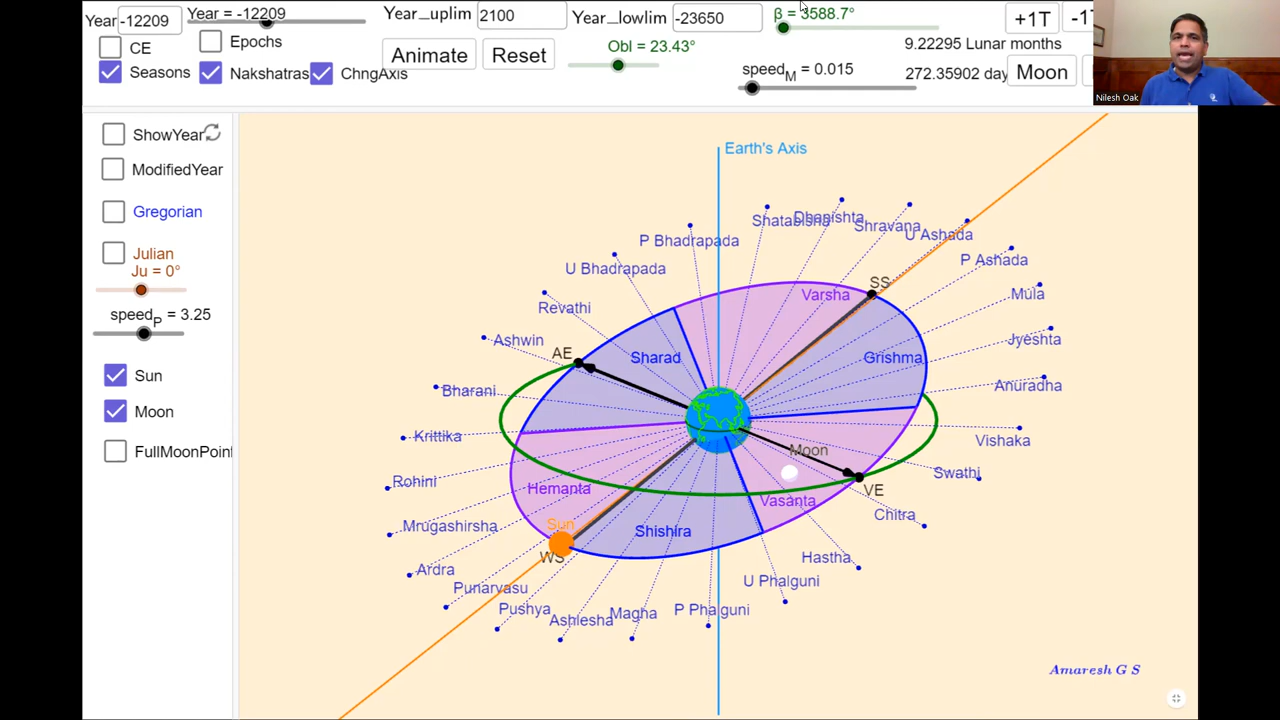 Year -12209
Year = -12209
Year_uplim 2100
Year_lowlim -23650
β = 3588.7°
+1T
-1
CE
Epochs
Animate
Reset
Obl = 23.43°
9.22295 Lunar months
Seasons
Nakshatras
ChngAxis
speedM = 0.015
272.35902 day
Moon
Nilesh Oak
ShowYear
ModifiedYear
Gregorian
Julian
Ju = 0°
speedP = 3.25
Sun
Moon
FullMoonPoin
Earth's Axis
Shatabisha
Dhanishta
Shravana
U Ashada
P Bhadrapada
P Ashada
U Bhadrapada
SS
Varsha
Mula
Revathi
Ashwin
Jyeshta
AE
Sharad
Grishma
Bharani
Anuradha
Krittika
Vishaka
Moon
Swathi
Rohini
Hemanta
VE
Vasanta
Chitra
Mrugashirsha
Sun
Shishira
WS
Hastha
Ardra
U Phalguni
Punarvasu
Pushya
P Phalguni
Magha
Ashlesha
Amaresh G S